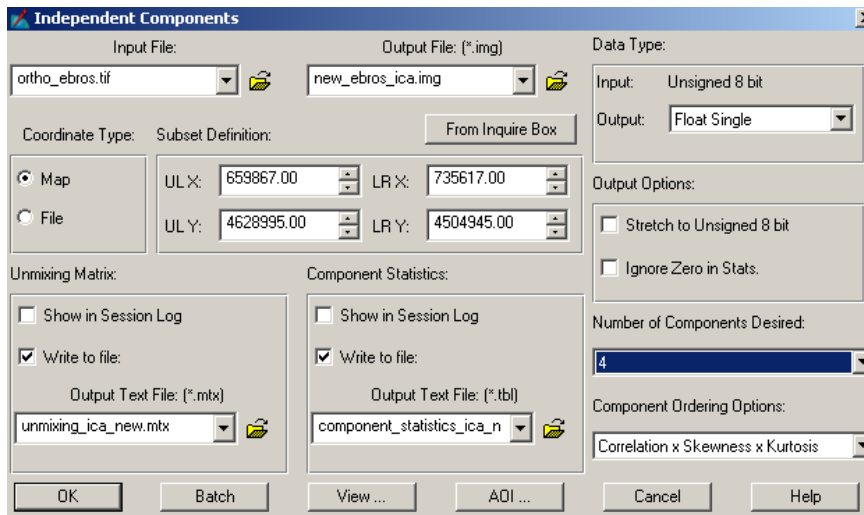 Independent Components
Input File:
ortho_ebros.tif
Output File: (*.img)
new_ebros_ica.img
Data Type:
Input: Unsigned 8 bit
Output: Float Single
Coordinate Type:
Map
File
Subset Definition:
From Inquire Box
UL X: 659867.00 LR X: 735617.00
UL Y: 4628995.00 LR Y: 4504945.00
Output Options:
Stretch to Unsigned 8 bit
Ignore Zero in Stats.
Unmixing Matrix:
Show in Session Log
Write to file:
Output Text File: (*.mtx)
unmixing_ica_new.mtx
Component Statistics:
Show in Session Log
Write to file:
Output Text File: (*.tbl)
component_statistics_ica_n
Number of Components Desired:
4
Component Ordering Options:
Correlation x Skewness x Kurtosis
OK Batch View ... AOI ... Cancel Help